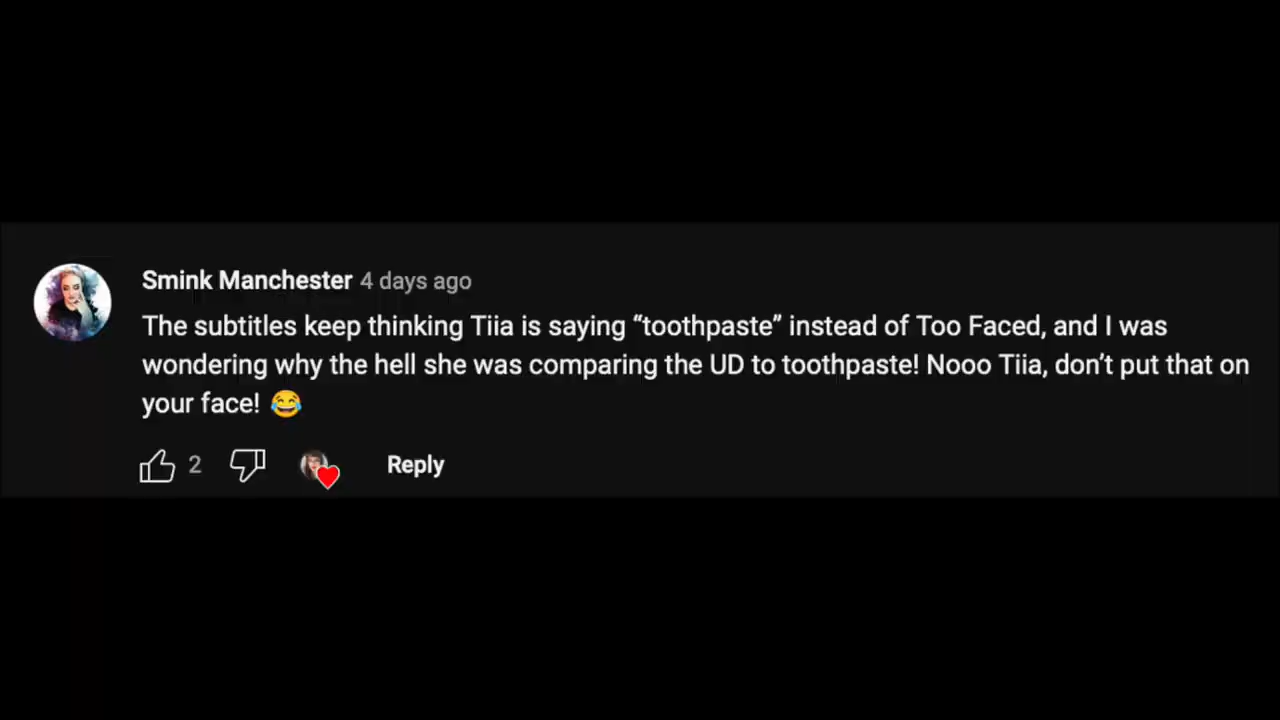 Smink Manchester 4 days ago
The subtitles keep thinking Tiia is saying “toothpaste” instead of Too Faced, and I was
wondering why the hell she was comparing the UD to toothpaste! Nooo Tiia, don’t put that on
your face! 😂
2 Reply